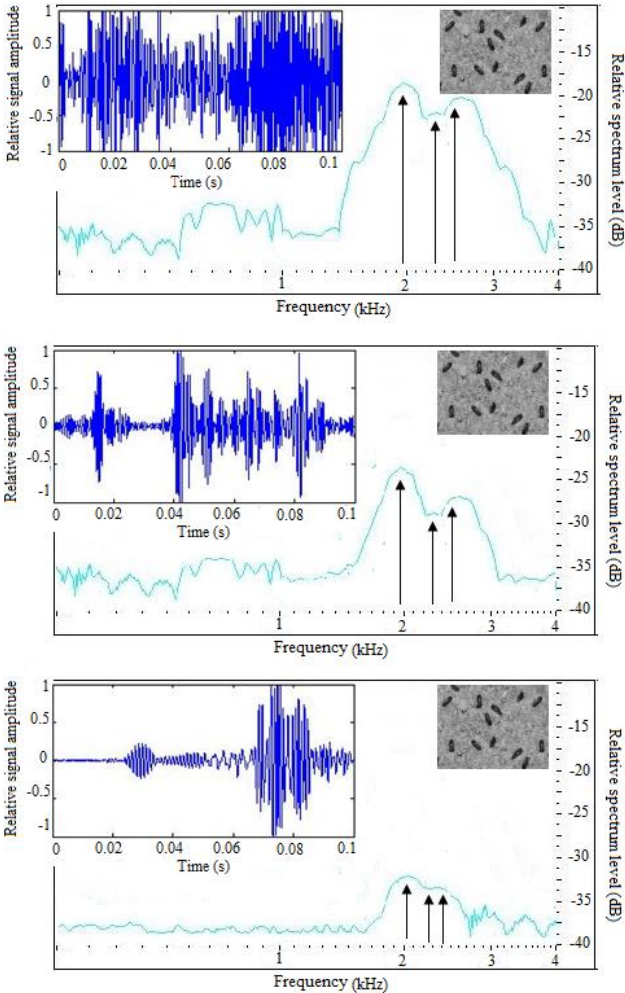 Relative signal amplitude
1
0.5
0
-0.5
-1
0 0.02 0.04 0.06 0.08 0.1
Time (s)
-15
-20
-25
-30
-35
-40
Relative spectrum level (dB)
1 2 3 4
Frequency (kHz)
Relative signal amplitude
1
0.5
0
-0.5
-1
0 0.02 0.04 0.06 0.08 0.1
Time (s)
-15
-20
-25
-30
-35
-40
Relative spectrum level (dB)
1 2 3 4
Frequency (kHz)
Relative signal amplitude
1
0.5
0
-0.5
-1
0 0.02 0.04 0.06 0.08 0.1
Time (s)
-15
-20
-25
-30
-35
-40
Relative spectrum level (dB)
1 2 3 4
Frequency (kHz)